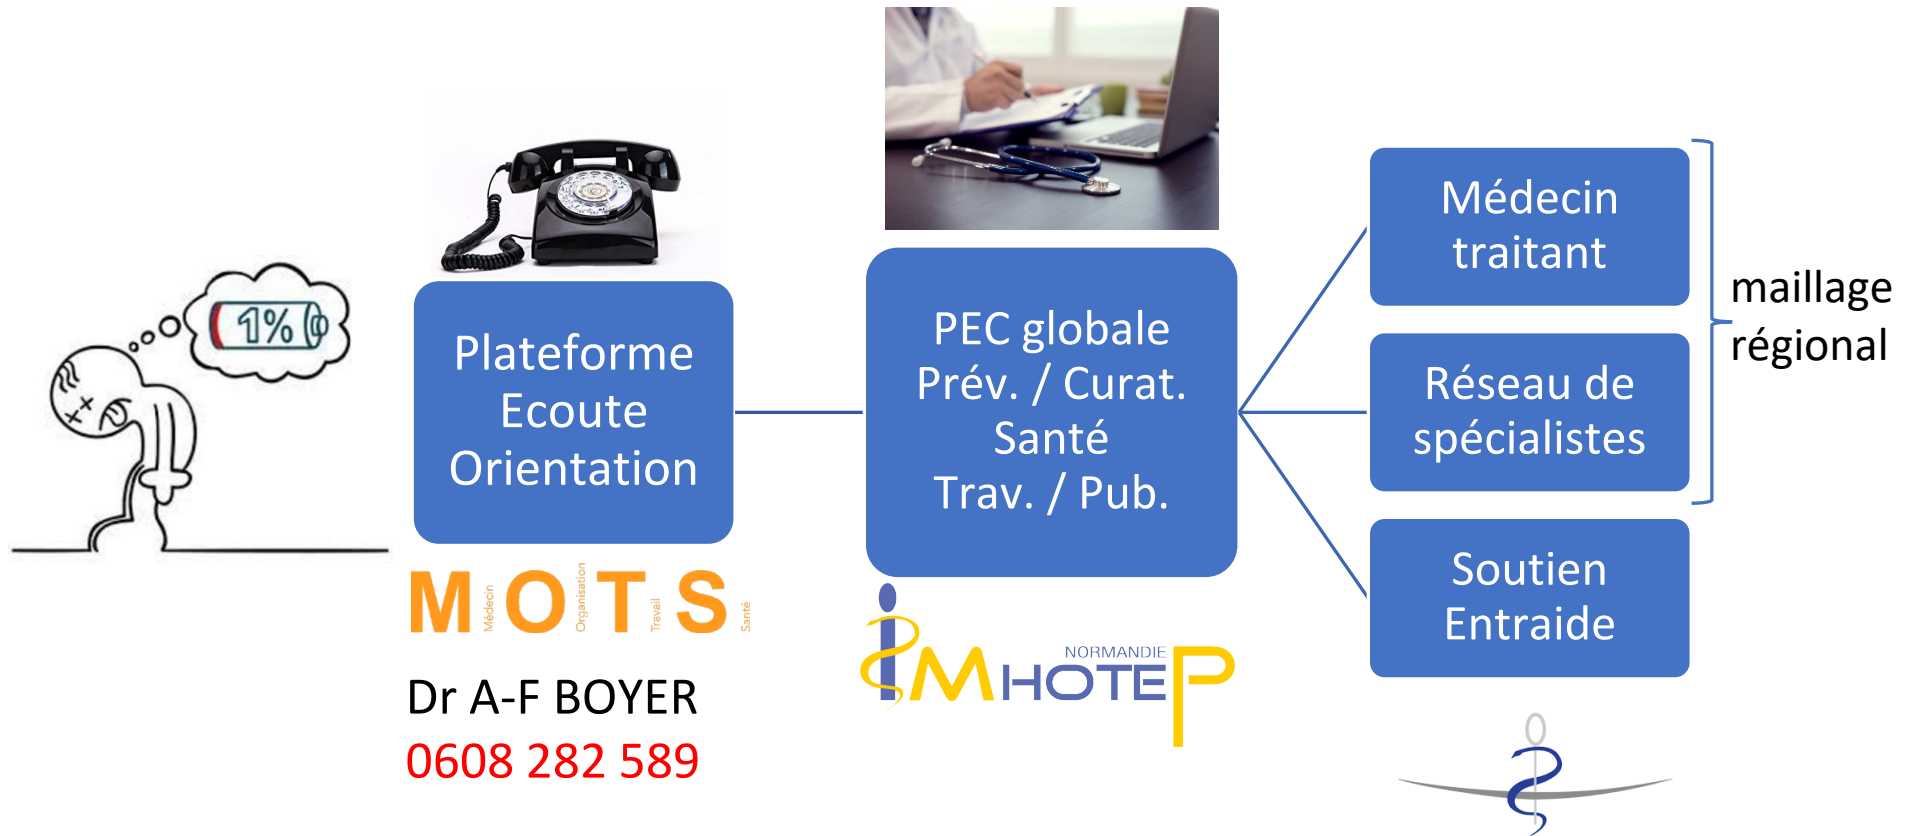 1%
Plateforme
Ecoute
Orientation
M Médecin O Organisation T Travail S Santé
Dr A-F BOYER
0608 282 589
PEC globale
Prév. / Curat.
Santé
Trav. / Pub.
NORMANDIE
iMHOTEP
Médecin
traitant
Réseau de
spécialistes
Soutien
Entraide
maillage
régional